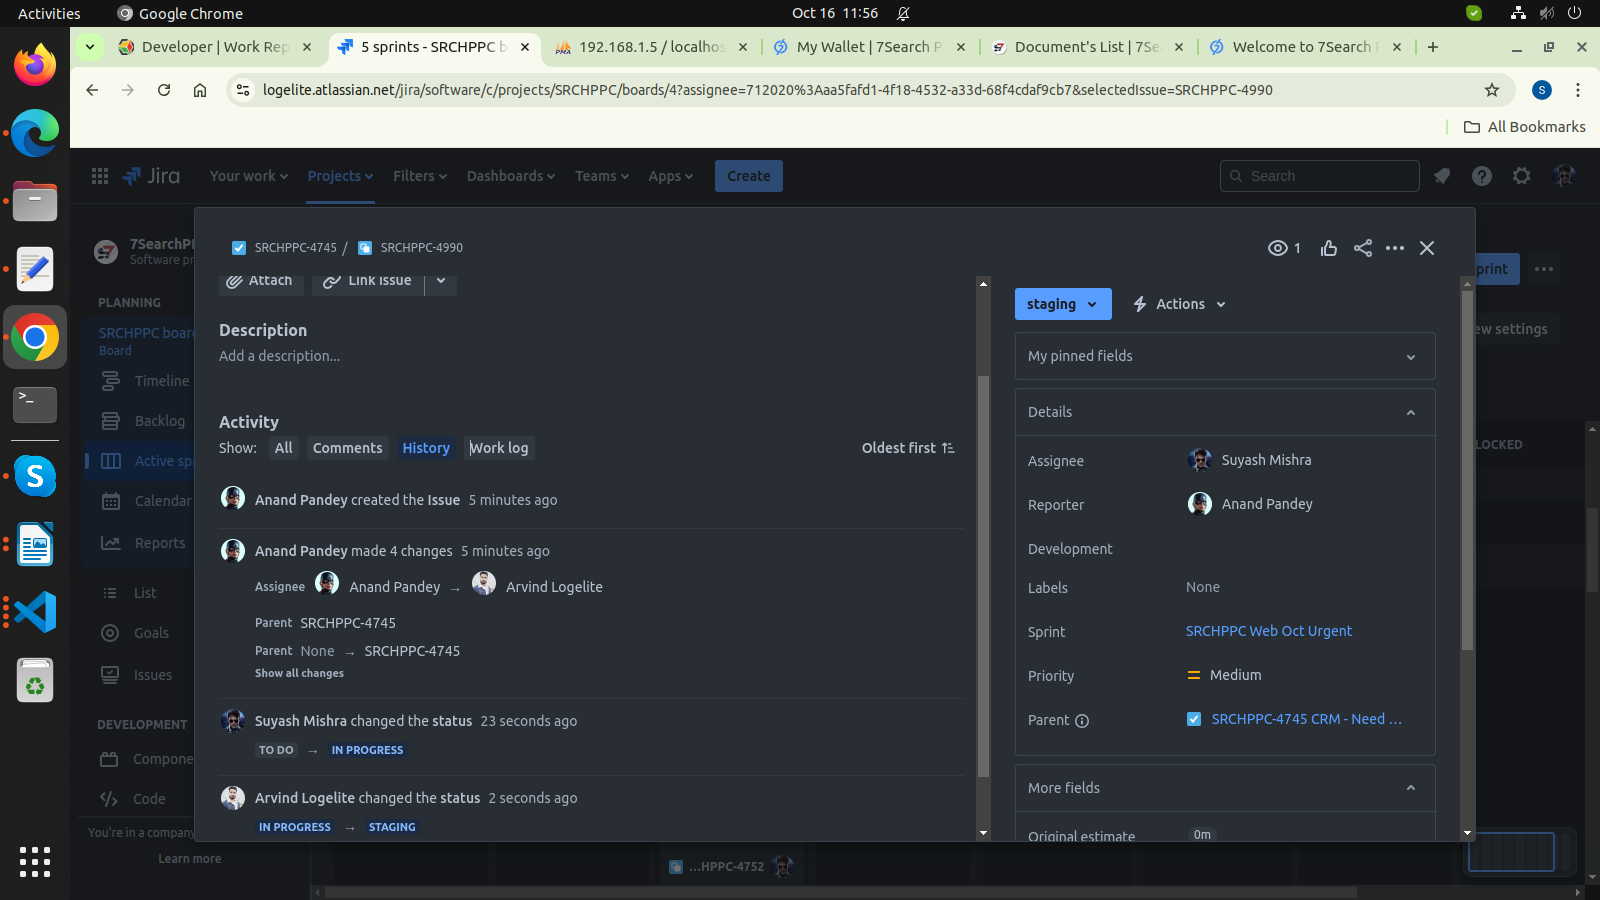 Activities
Google Chrome
Oct 16 11:56
Developer | Work Rep
5 sprints - SRCHPPC b
192.168.1.5 / localhos
My Wallet | 7Search P
Document's List | 7Se
Welcome to 7Search P
logelite.atlassian.net/jira/software/c/projects/SRCHPPC/boards/4?assignee=712020%3Aaa5fafd1-4f18-4532-a33d-68f4cdaf9cb7&selectedIssue=SRCHPPC-4990
S
All Bookmarks
Jira
Your work
Projects
Filters
Dashboards
Teams
Apps
Create
Search
7SearchP
Software pr
PLANNING
SRCHPPC boar
Board
Timeline
Backlog
Active sp
Calendar
Reports
List
Goals
Issues
DEVELOPMENT
Compone
Code
You're in a company
Learn more
SRCHPPC-4745 / SRCHPPC-4990
1
Attach
Link issue
Description
Add a description...
Activity
Show: All Comments History Work log
Oldest first
Anand Pandey created the Issue 5 minutes ago
Anand Pandey made 4 changes 5 minutes ago
Assignee Anand Pandey → Arvind Logelite
Parent SRCHPPC-4745
Parent None → SRCHPPC-4745
Show all changes
Suyash Mishra changed the status 23 seconds ago
TO DO → IN PROGRESS
Arvind Logelite changed the status 2 seconds ago
IN PROGRESS → STAGING
staging
Actions
My pinned fields
Details
Assignee Suyash Mishra
Reporter Anand Pandey
Development
Labels None
Sprint SRCHPPC Web Oct Urgent
Priority Medium
Parent SRCHPPC-4745 CRM - Need ...
More fields
Original estimate 0m
print
ew settings
LOCKED
...HPPC-4752